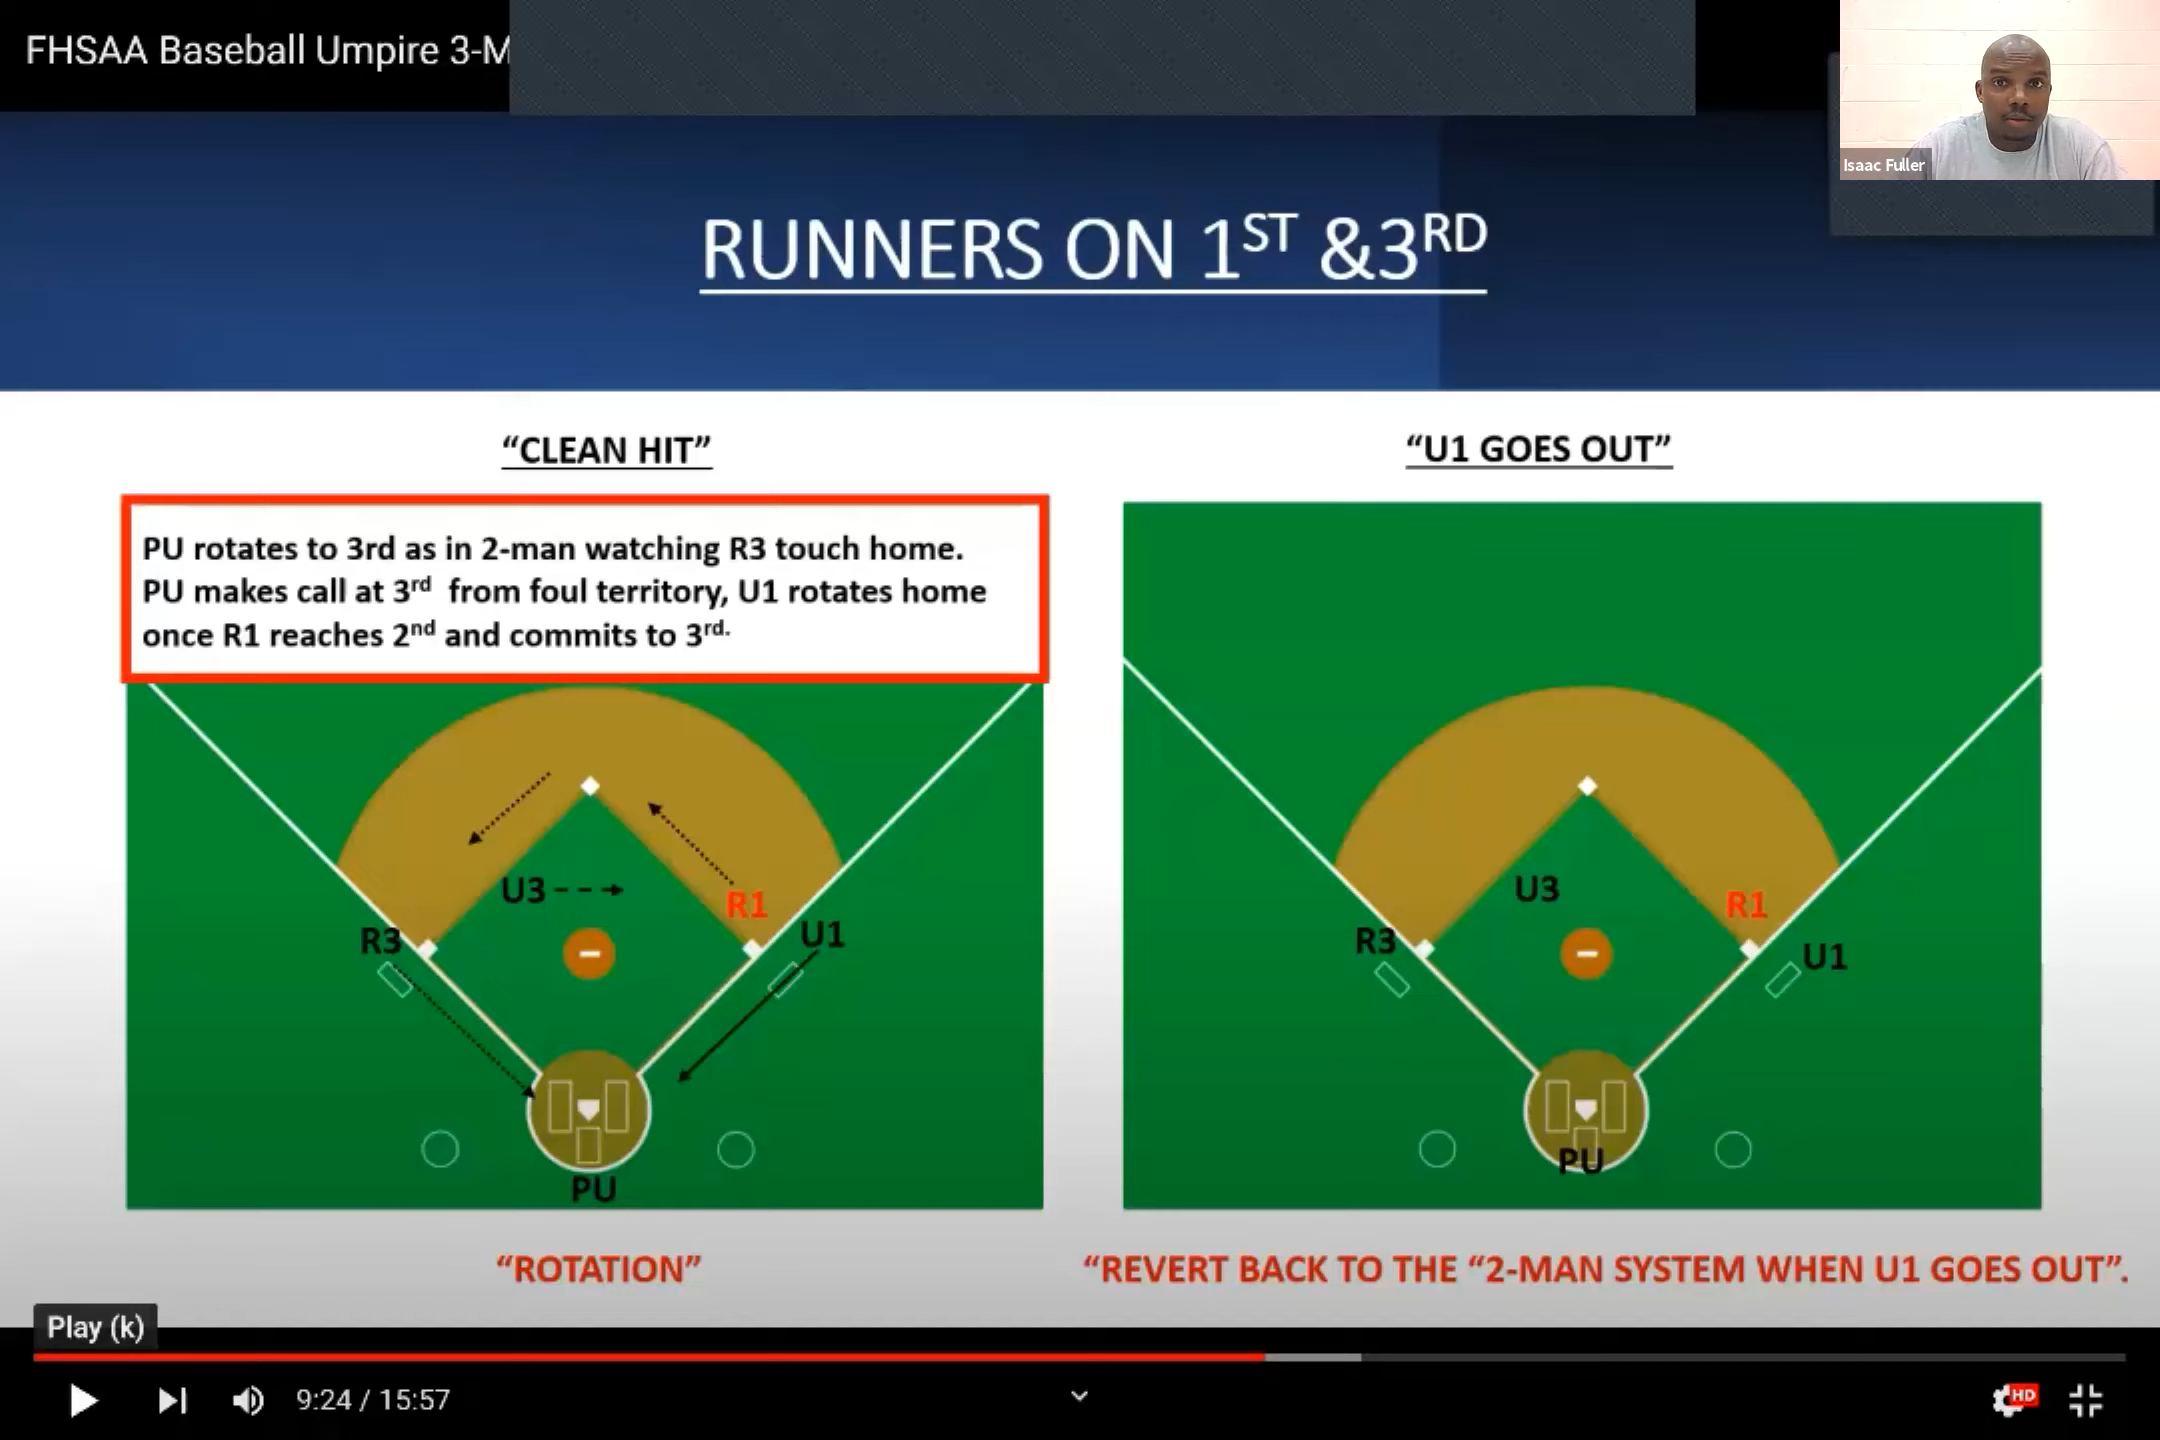 FHSAA Baseball Umpire 3-M
Isaac Fuller
RUNNERS ON 1ST &3RD
“CLEAN HIT”
PU rotates to 3rd as in 2-man watching R3 touch home.
PU makes call at 3rd from foul territory, U1 rotates home
once R1 reaches 2nd and commits to 3rd.
U3
R1
R3
U1
PU
“ROTATION”
“U1 GOES OUT”
U3
R1
R3
U1
PU
“REVERT BACK TO THE “2-MAN SYSTEM WHEN U1 GOES OUT”.
Play (k)
9:24 / 15:57
HD